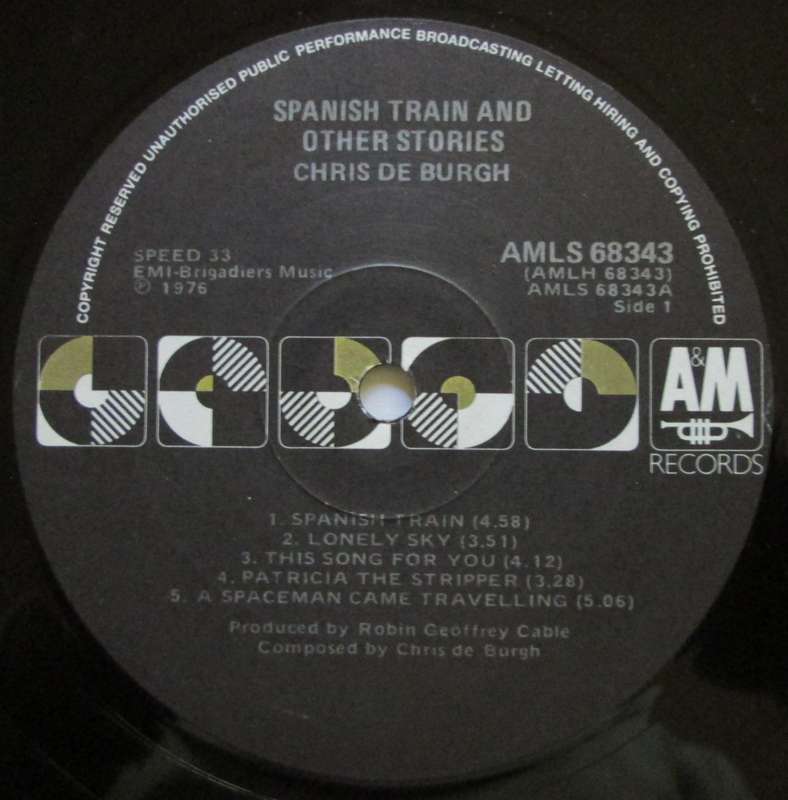 COPYRIGHT RESERVED UNAUTHORISED PUBLIC PERFORMANCE BROADCASTING LETTING HIRING AND COPYING PROHIBITED
SPANISH TRAIN AND
OTHER STORIES
CHRIS DE BURGH
SPEED 33
EMI-Brigadiers Music
℗ 1976
AMLS 68343
(AMLH 68343)
AMLS 68343A
Side 1
A&M
RECORDS
1. SPANISH TRAIN (4.58)
2. LONELY SKY (3.51)
3. THIS SONG FOR YOU (4.12)
4. PATRICIA THE STRIPPER (3.28)
5. A SPACEMAN CAME TRAVELLING (5.06)
Produced by Robin Geoffrey Cable
Composed by Chris de Burgh